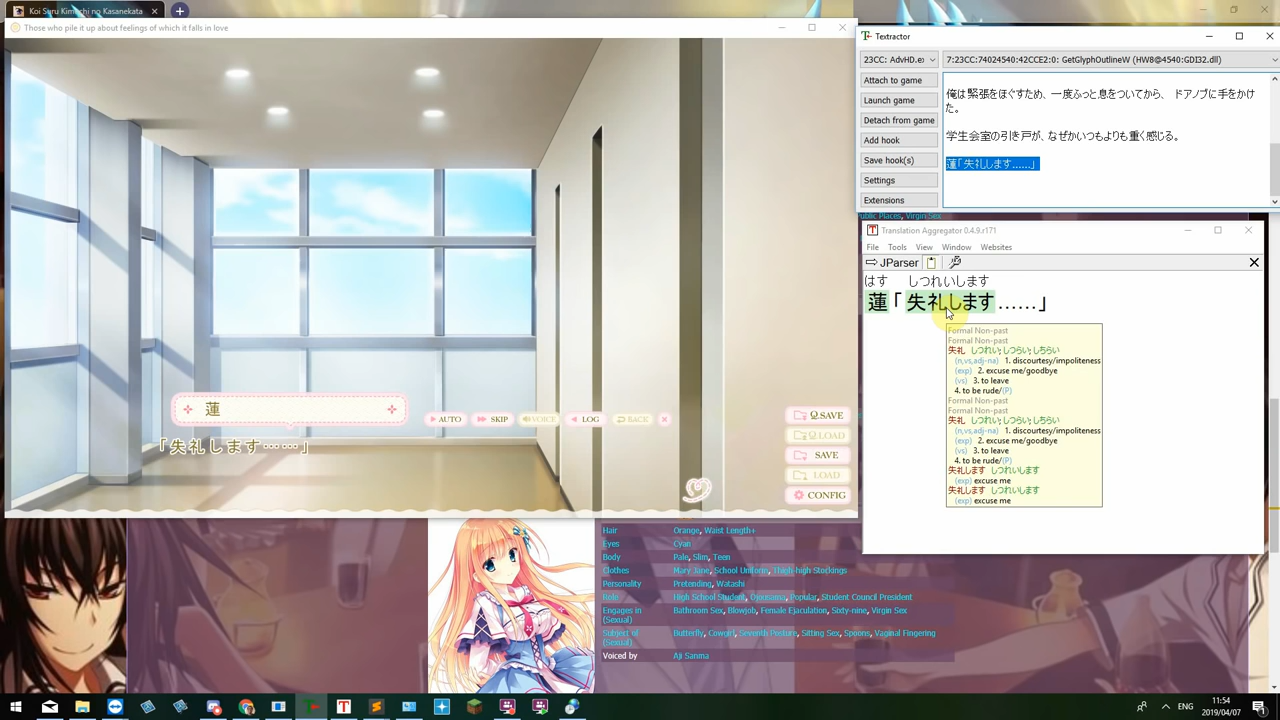 Koi Suru Kimochi no Kasanekata
Those who pile it up about feelings of which it falls in love
蓮
AUTO
SKIP
VOICE
LOG
BACK
「失礼します……」
Q.SAVE
Q.LOAD
SAVE
LOAD
CONFIG
Textractor
23CC: AdvHD.e
7:23CC:74024540:42CCE2:0: GetGlyphOutlineW (HW8@4540:GDI32.dll)
Attach to game
Launch game
Detach from game
Add hook
Save hook(s)
Settings
Extensions
俺は緊張をほぐすため、一度ふっと息をついてから、ドアノブに手をかけ
た。
学生会室の引き戸が、なぜかいつもよりも重く感じる。
蓮「失礼します……」
Public Places, Virgin Sex
Translation Aggregator 0.4.9.r171
File Tools View Window Websites
JParser
はす しつれいします
蓮「失礼します……」
Formal Non-past
Formal Non-past
失礼 しつれい; しつらい; しちらい
(n,vs,adj-na) 1. discourtesy/impoliteness
(exp) 2. excuse me/goodbye
(vs) 3. to leave
4. to be rude/(P)
Formal Non-past
Formal Non-past
失礼 しつれい; しつらい; しちらい
(n,vs,adj-na) 1. discourtesy/impoliteness
(exp) 2. excuse me/goodbye
(vs) 3. to leave
4. to be rude/(P)
失礼します しつれいします
(exp) excuse me
失礼します しつれいします
(exp) excuse me
Hair Orange, Waist Length+
Eyes Cyan
Body Pale, Slim, Teen
Clothes Mary Jane, School Uniform, Thigh-high Stockings
Personality Pretending, Watashi
Role High School Student, Ojousama, Popular, Student Council President
Engages in (Sexual) Bathroom Sex, Blowjob, Female Ejaculation, Sixty-nine, Virgin Sex
Subject of (Sexual) Butterfly, Cowgirl, Seventh Posture, Sitting Sex, Spoons, Vaginal Fingering
Voiced by Aji Sanma
ENG
11:54
2019/04/07